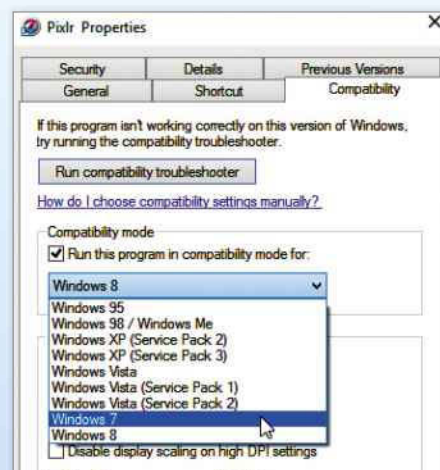 Pixlr Properties
Security Details Previous Versions
General Shortcut Compatibility
If this program isn't working correctly on this version of Windows,
try running the compatibility troubleshooter.
Run compatibility troubleshooter
How do I choose compatibility settings manually?
Compatibility mode
Run this program in compatibility mode for:
Windows 8
Windows 95
Windows 98 / Windows Me
Windows XP (Service Pack 2)
Windows XP (Service Pack 3)
Windows Vista
Windows Vista (Service Pack 1)
Windows Vista (Service Pack 2)
Windows 7
Windows 8
Disable display scaling on high DPI settings